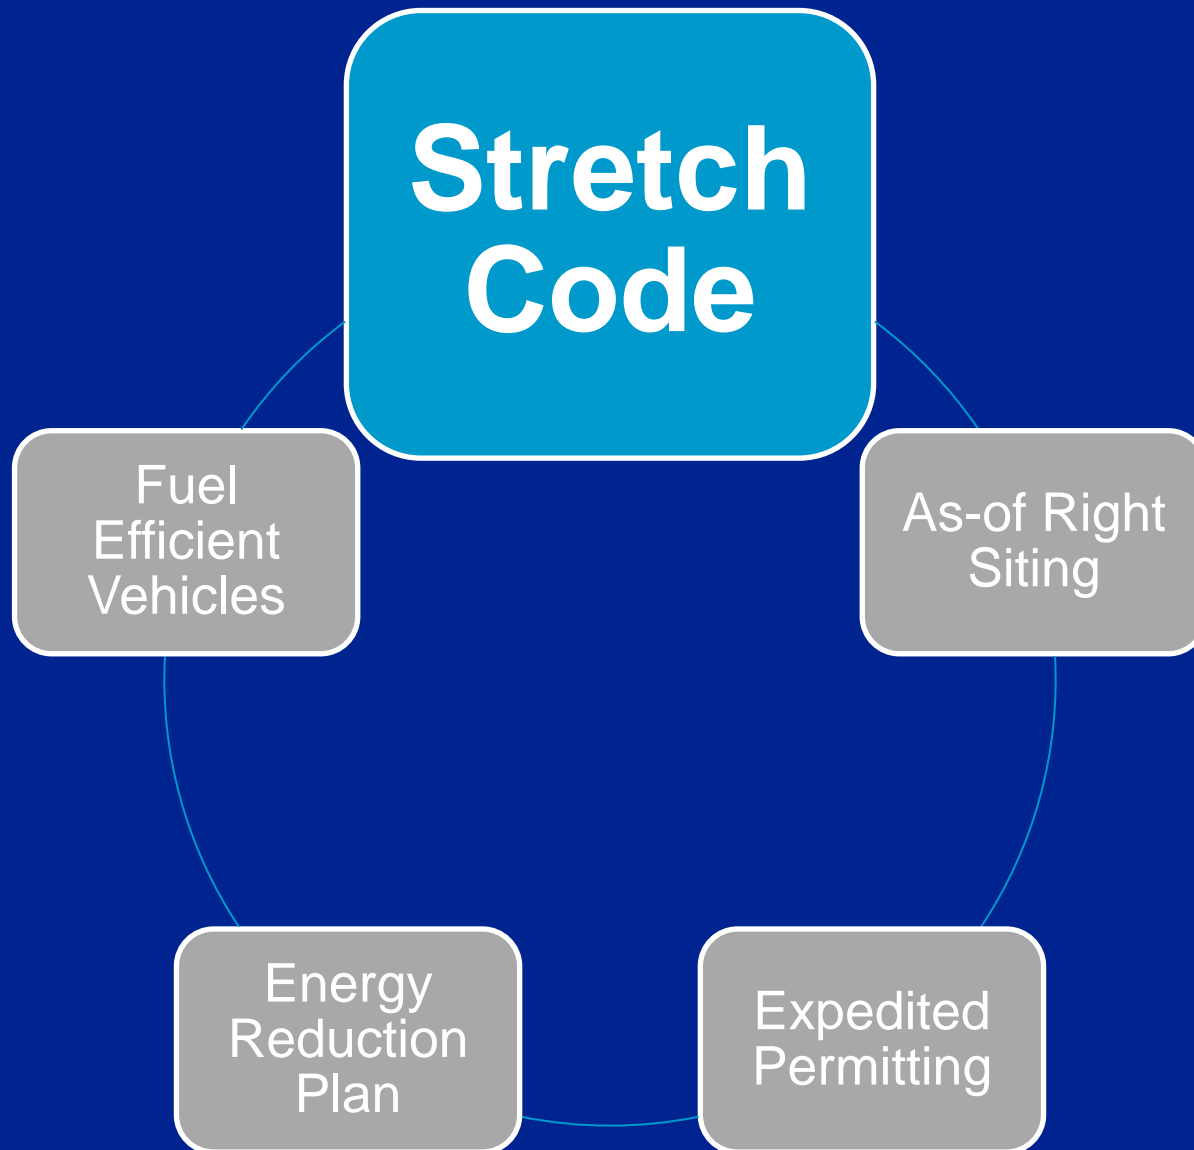 Stretch
Code
Fuel
Efficient
Vehicles
As-of Right
Siting
Energy
Reduction
Plan
Expedited
Permitting